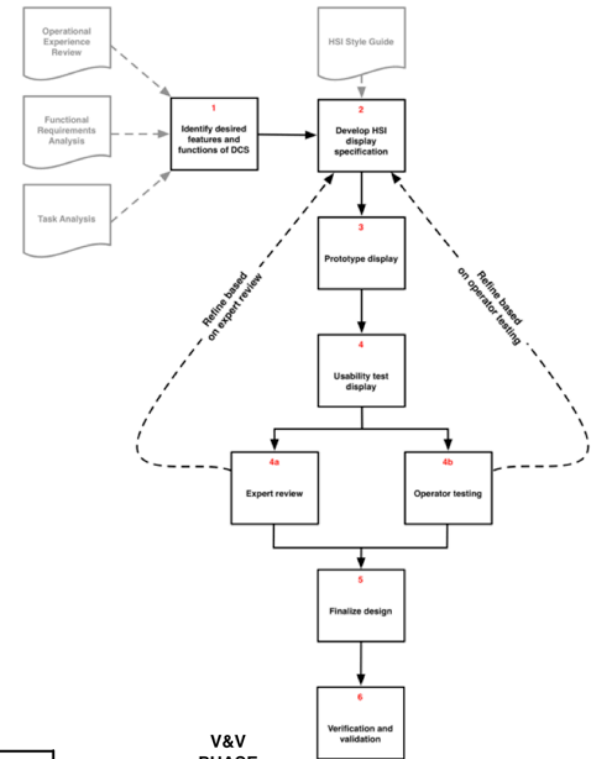 Operational
Experience
Review
HSI Style Guide
Functional
Requirements
Analysis
Task Analysis
1
Identify desired
features and
functions of DCS
2
Develop HSI
display
specification
3
Prototype display
Refine based
on expert review
Refine based
on operator testing
4
Usability test
display
4a
Expert review
4b
Operator testing
5
Finalize design
6
Verification and
validation
V&V
PHASE